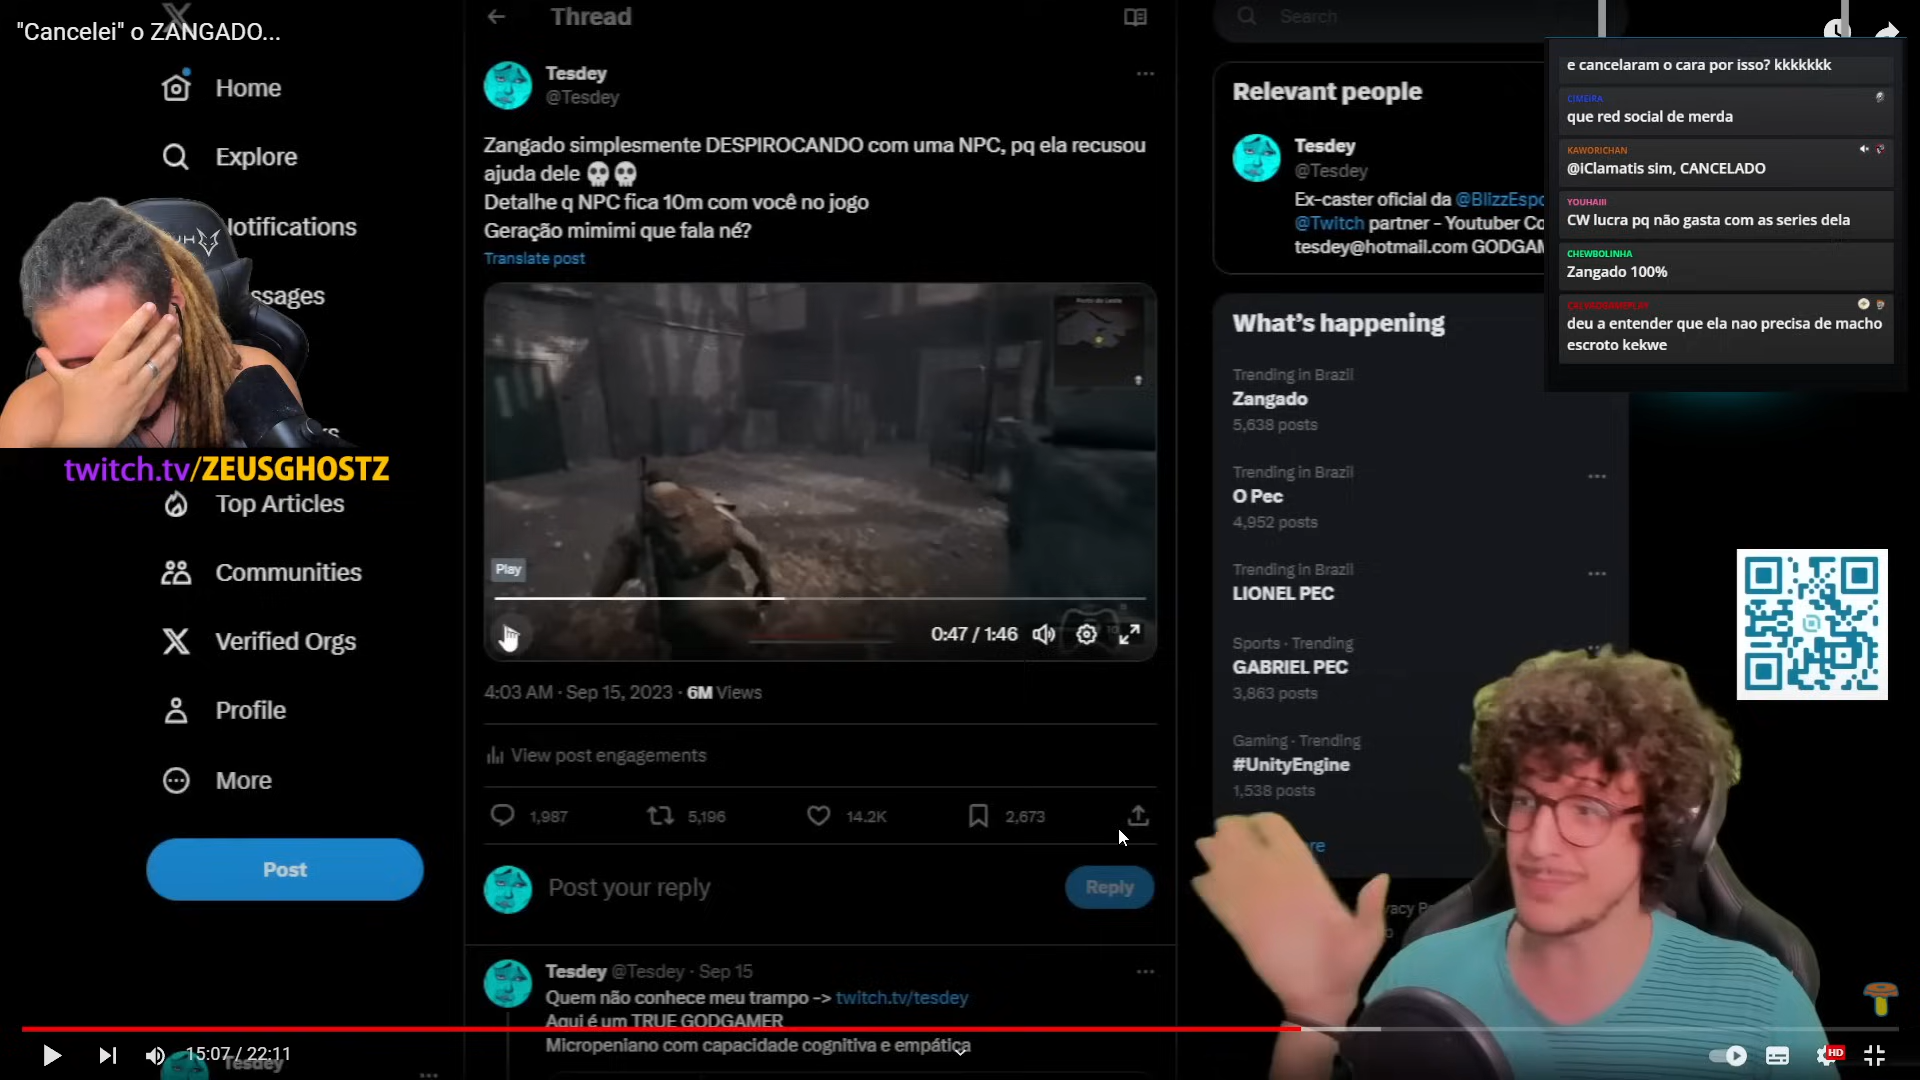 "Cancelei" o ZANGADO...
Home
Explore
Notifications
ssages
twitch.tv/ZEUSGHOSTZ
Top Articles
Communities
Verified Orgs
Profile
More
Post
Thread
Tesdey
@Tesdey
Zangado simplesmente DESPIROCANDO com uma NPC, pq ela recusou
ajuda dele 💀💀
Detalhe q NPC fica 10m com você no jogo
Geração mimimi que fala né?
Translate post
Play
0:47 / 1:46
4:03 AM · Sep 15, 2023 · 6M Views
View post engagements
1,987
5,196
14.2K
2,673
Post your reply
Reply
Tesdey @Tesdey · Sep 15
Quem não conhece meu trampo -> twitch.tv/tesdey
Aqui é um TRUE GODGAMER
Micropeniano com capacidade cognitiva e empática
Tesdey
Search
Relevant people
Tesdey
@Tesdey
Ex-caster oficial da @BlizzEspo
@Twitch partner - Youtuber Co
tesdey@hotmail.com GODGAM
What's happening
Trending in Brazil
Zangado
5,638 posts
Trending in Brazil
O Pec
4,952 posts
Trending in Brazil
LIONEL PEC
Sports · Trending
GABRIEL PEC
3,863 posts
Gaming · Trending
#UnityEngine
1,538 posts
e cancelaram o cara por isso? kkkkkkk
CIMEIRA
que red social de merda
KAWORICHAN
@iClamatis sim, CANCELADO
YOUHAIII
CW lucra pq não gasta com as series dela
CHEWBOLINHA
Zangado 100%
deu a entender que ela nao precisa de macho
escroto kekwe
15:07 / 22:11
HD